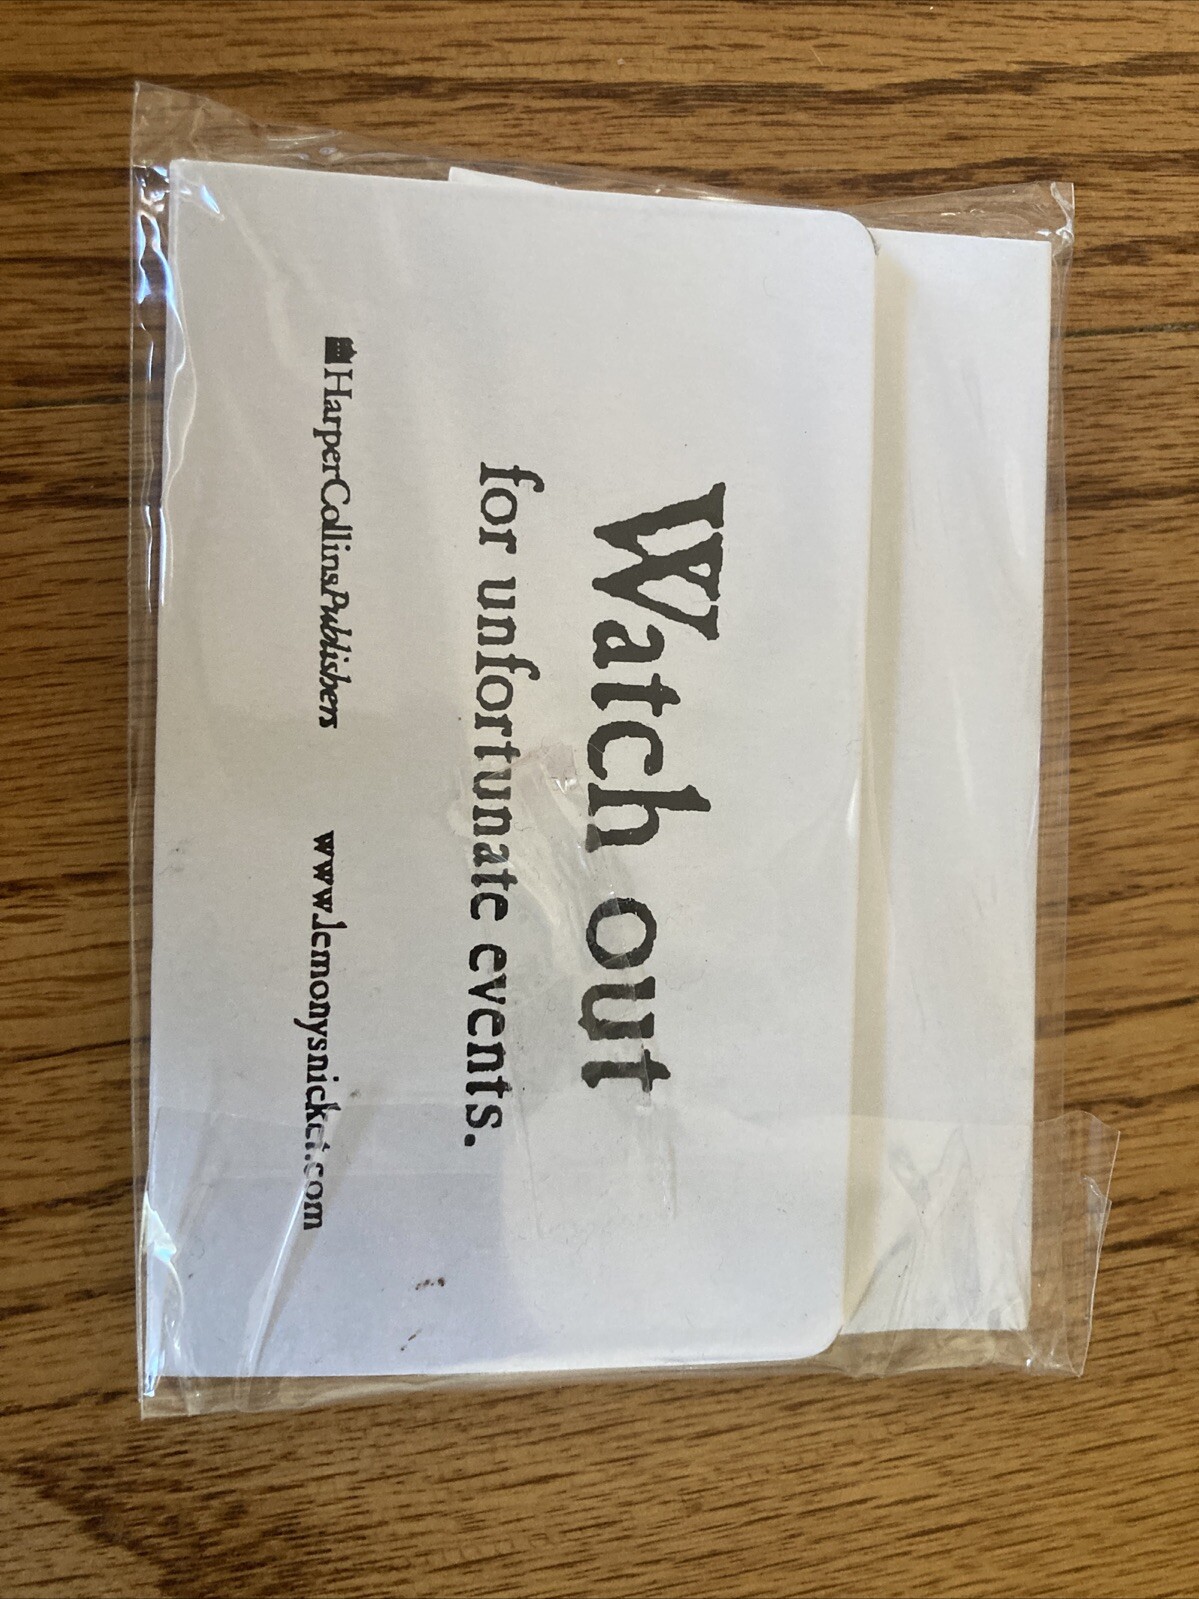 Watch out
for unfortunate events.
HarperCollinsPublishers www.lemonysnicket.com